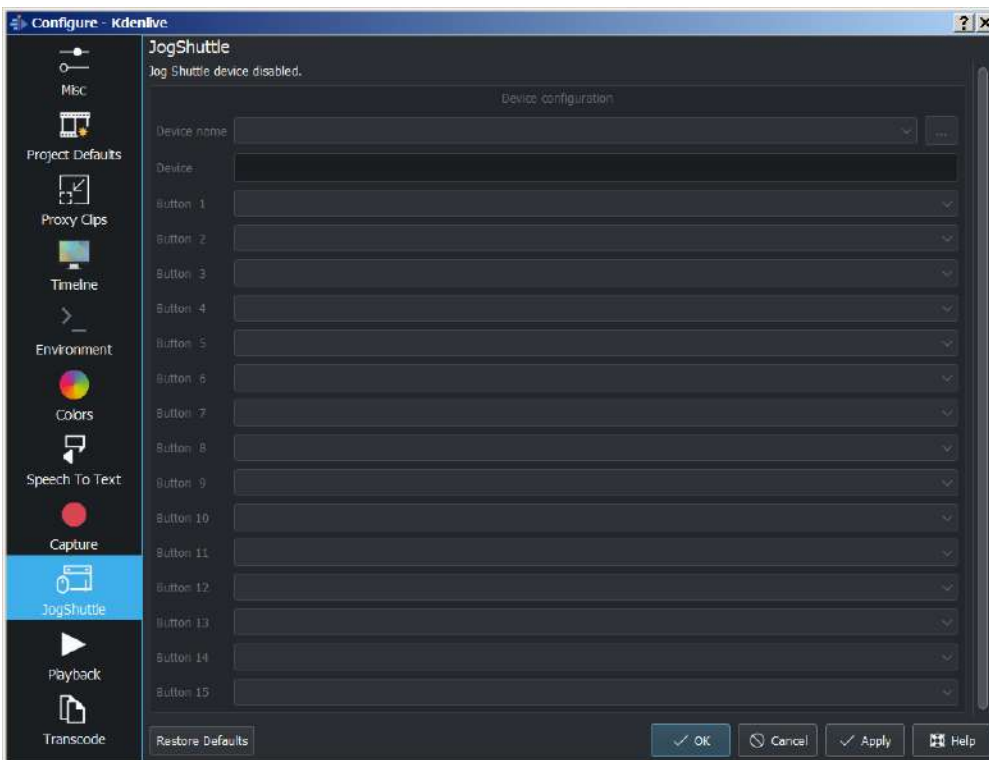 Configure - Kdenlive
Misc
Project Defaults
Proxy Clips
Timeline
Environment
Colors
Speech To Text
Capture
JogShuttle
Playback
Transcode
JogShuttle
Jog Shuttle device disabled.
Device configuration
Device name
...
Device
Button 1
Button 2
Button 3
Button 4
Button 5
Button 6
Button 7
Button 8
Button 9
Button 10
Button 11
Button 12
Button 13
Button 14
Button 15
Restore Defaults
OK
Cancel
Apply
Help